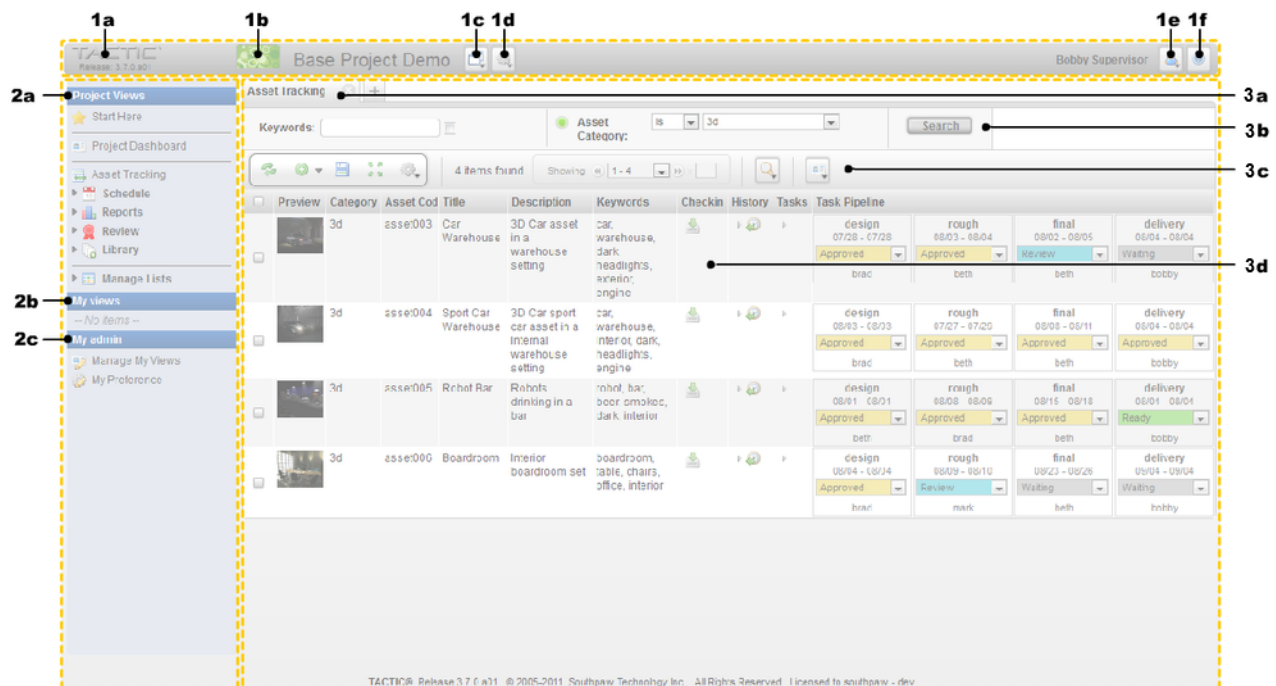 1a 1b 1c 1d 1e 1f
TACTIC
Release: 3.7.0.a01
Base Project Demo
Bobby Supervisor
2a
Project Views
Start Here
Project Dashboard
Asset Tracking
Schedule
Reports
Review
Library
Manage Lists
2b
My views
-- No items --
2c
My admin
Manage My Views
My Preference
Asset Tracking
3a
Keywords:
Asset Category: is 3d
Search
3b
4 items found Showing 1 - 4
3c
Preview Category Asset Cod Title Description Keywords Checkin History Tasks Task Pipeline
3d asset003 Car Warehouse 3D Car asset in a warehouse setting car, warehouse, dark, headlights, exterior, engine
design rough final delivery
07/28 - 07/28 08/03 - 08/04 08/02 - 08/05 08/04 - 08/04
Approved Approved Review Waiting
brad beth beth bobby
3d
3d asset004 Sport Car Warehouse 3D Car sport car asset in a internal warehouse setting car, warehouse, interior, dark, headlights, engine
design rough final delivery
08/03 - 08/03 07/27 - 07/29 08/08 - 08/11 08/04 - 08/04
Approved Approved Approved Approved
brad beth beth bobby
3d asset005 Robot Bar Robots drinking in a bar robot, bar, beer, smokes, dark, interior
design rough final delivery
08/01 08/01 08/08 08/09 08/15 08/18 08/01 08/01
Approved Approved Approved Ready
beth brad beth bobby
3d asset006 Boardroom Interior boardroom set boardroom, table, chairs, office, interior
design rough final delivery
08/04 - 08/04 08/09 - 08/10 08/23 - 08/26 09/04 - 09/04
Approved Review Waiting Waiting
brad mark beth bobby
TACTIC® Release 3.7.0.a01 © 2005-2011, Southpaw Technology Inc. All Rights Reserved. Licensed to southpaw - dev